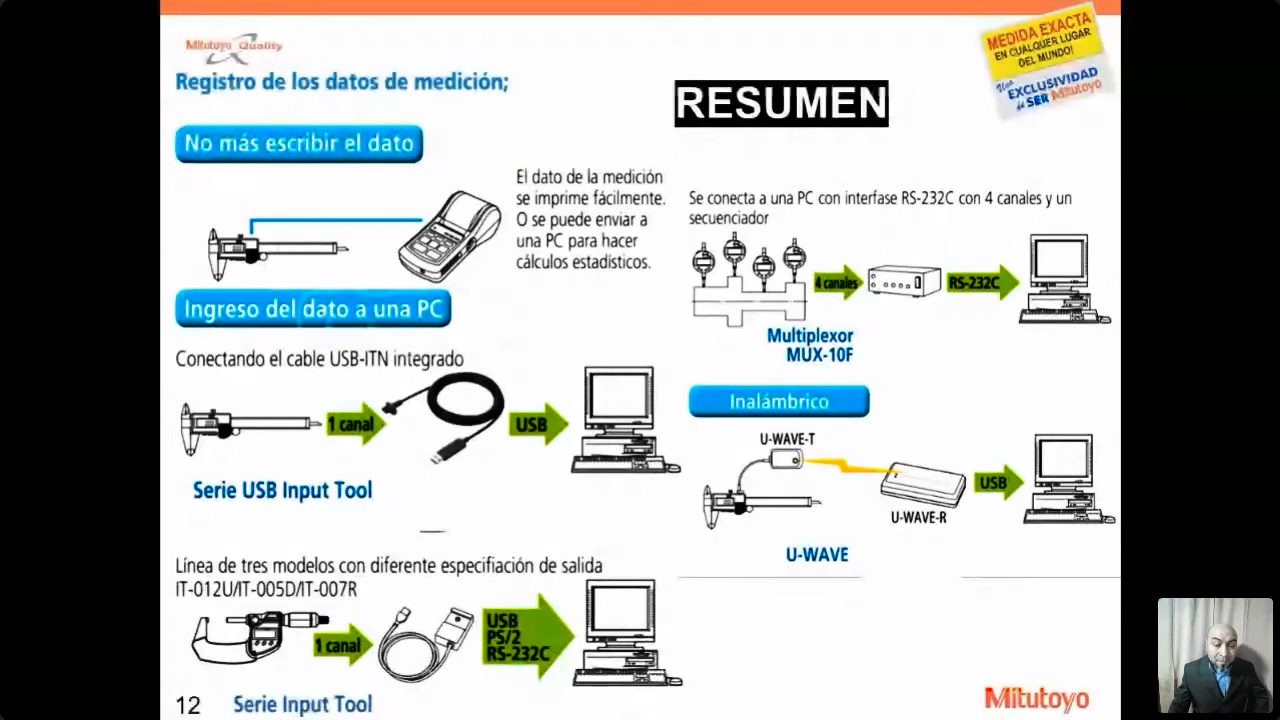 Mitutoyo Quality
Registro de los datos de medición;
RESUMEN
MEDIDA EXACTA
EN CUALQUIER LUGAR
DEL MUNDO!
Una
EXCLUSIVIDAD
de SER Mitutoyo
No más escribir el dato
El dato de la medición
se imprime fácilmente.
O se puede enviar a
una PC para hacer
cálculos estadísticos.
Ingreso del dato a una PC
Conectando el cable USB-ITN integrado
1 canal
USB
Serie USB Input Tool
Línea de tres modelos con diferente especifiación de salida
IT-012U/IT-005D/IT-007R
1 canal
USB
PS/2
RS-232C
12
Serie Input Tool
Se conecta a una PC con interfase RS-232C con 4 canales y un
secuenciador
4 canales
RS-232C
Multiplexor
MUX-10F
Inalámbrico
U-WAVE-T
USB
U-WAVE-R
U-WAVE
Mitutoyo